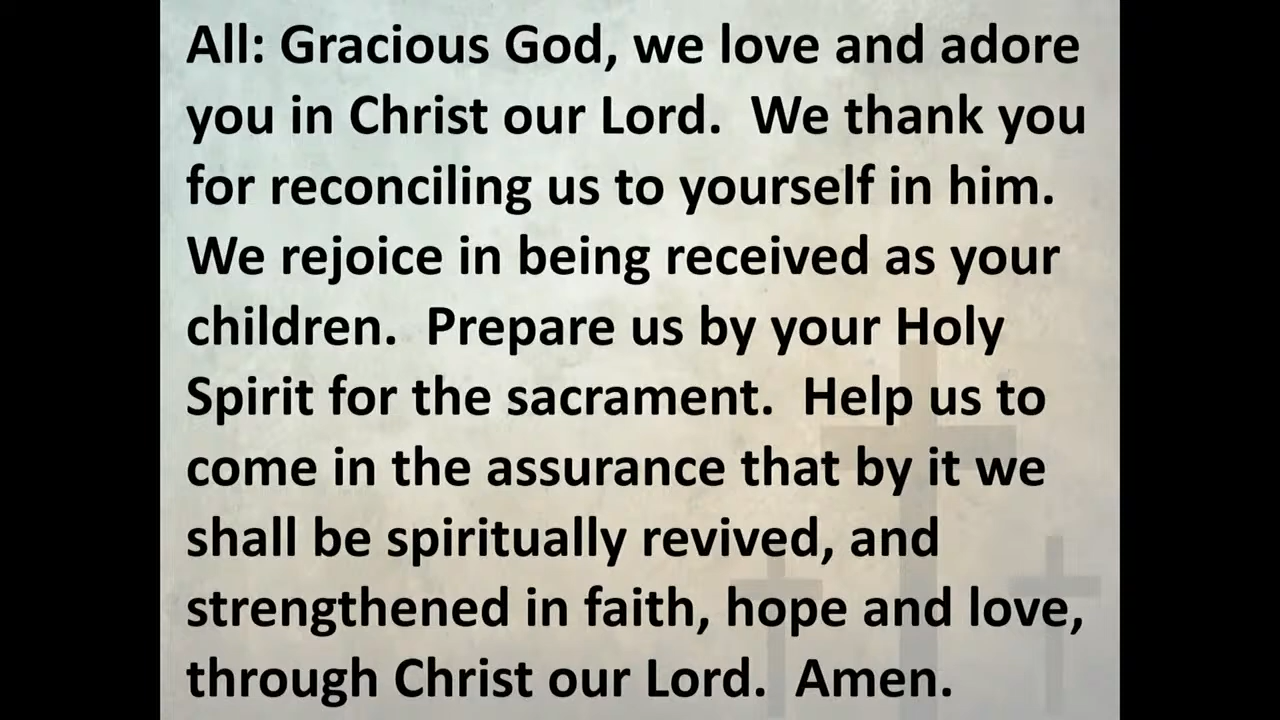 All: Gracious God, we love and adore
you in Christ our Lord.  We thank you
for reconciling us to yourself in him.
We rejoice in being received as your
children.  Prepare us by your Holy
Spirit for the sacrament.  Help us to
come in the assurance that by it we
shall be spiritually revived, and
strengthened in faith, hope and love,
through Christ our Lord.  Amen.